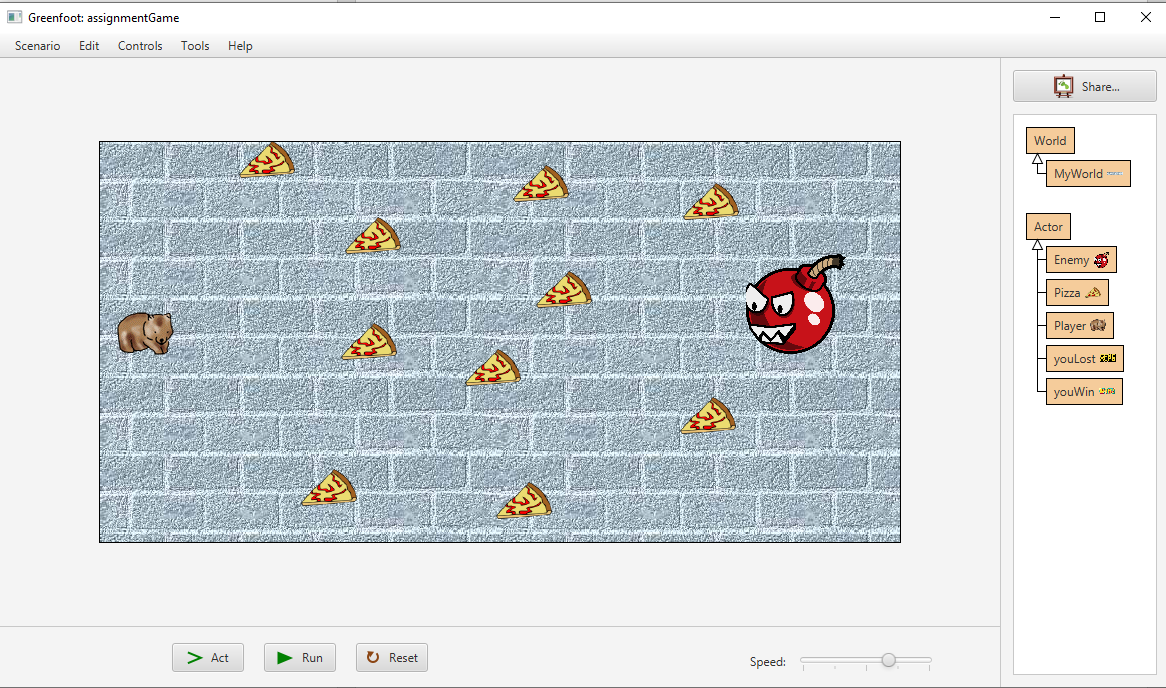 Greenfoot: assignmentGame
Scenario Edit Controls Tools Help
Share...
World
MyWorld
Actor
Enemy
Pizza
Player
youLost
youWin
Act Run Reset Speed: